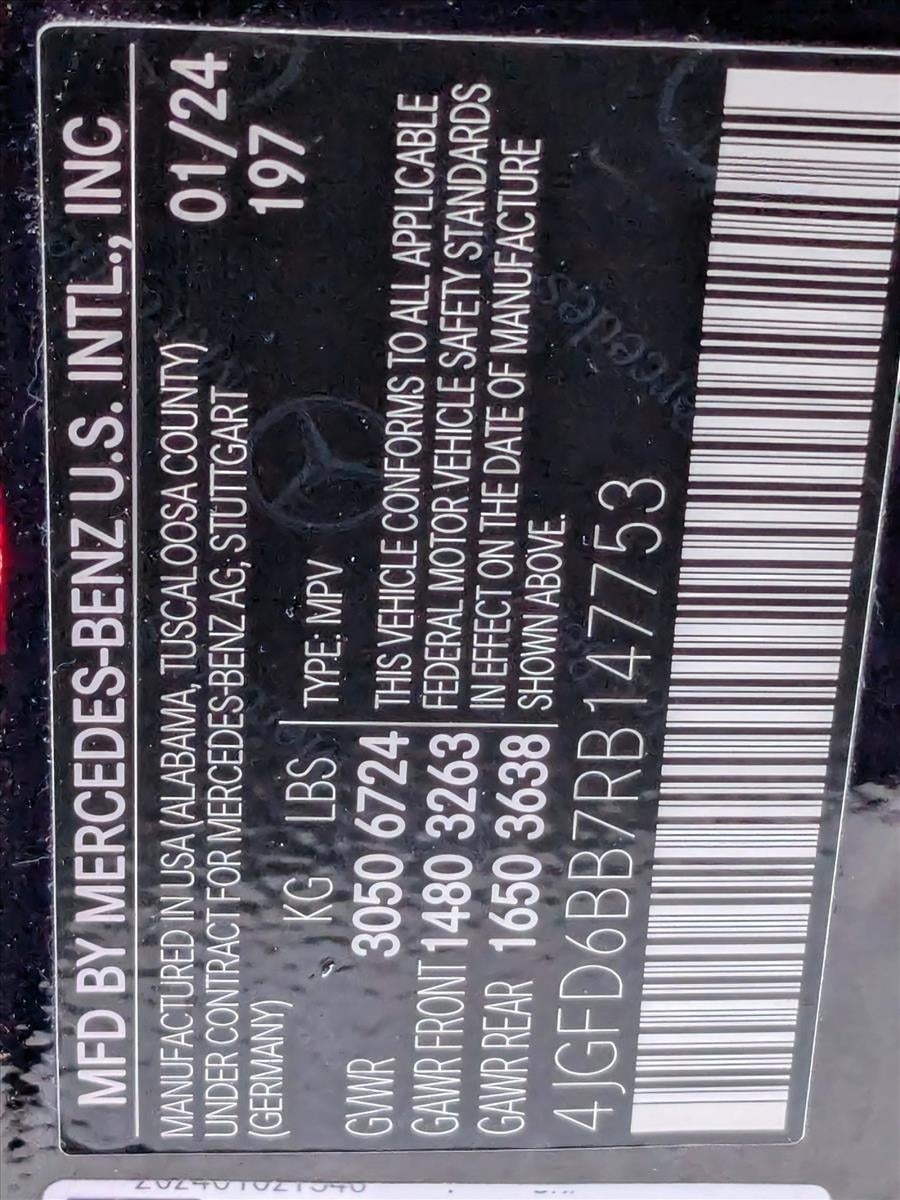 MFD BY MERCEDES-BENZ U.S. INTL., INC
MANUFACTURED IN USA (ALABAMA, TUSCALOOSA COUNTY) 01/24
UNDER CONTRACT FOR MERCEDES-BENZ AG, STUTTGART 197
(GERMANY)
KG LBS TYPE: MPV
GVWR 3050 6724
GAWR FRONT 1480 3263
GAWR REAR 1650 3638
THIS VEHICLE CONFORMS TO ALL APPLICABLE
FEDERAL MOTOR VEHICLE SAFETY STANDARDS
IN EFFECT ON THE DATE OF MANUFACTURE
SHOWN ABOVE.
4JGFD6BB7RB147753